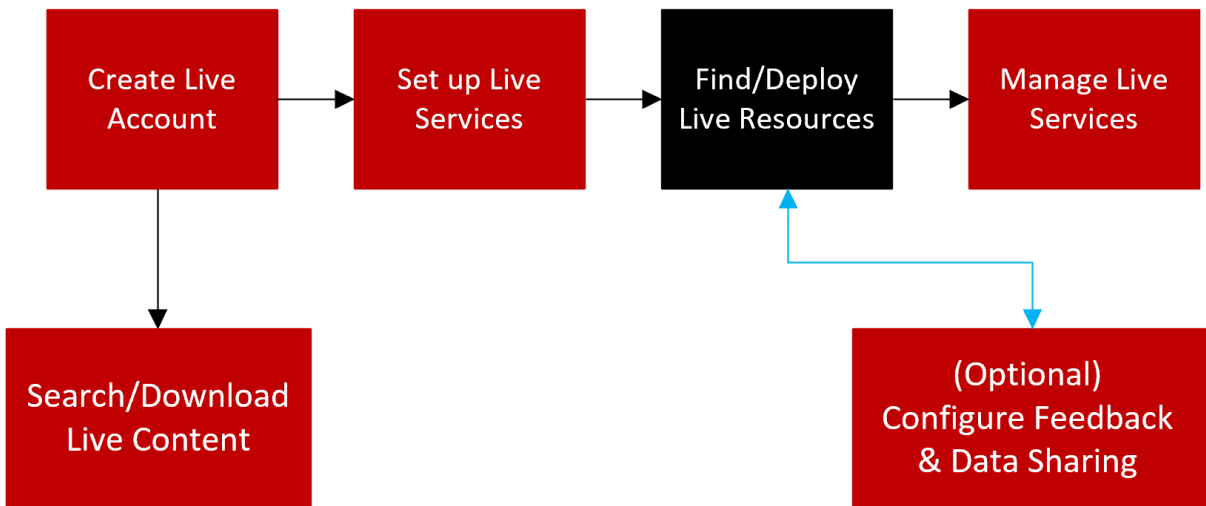 Create Live
Account
Set up Live
Services
Find/Deploy
Live Resources
Manage Live
Services
Search/Download
Live Content
(Optional)
Configure Feedback
& Data Sharing